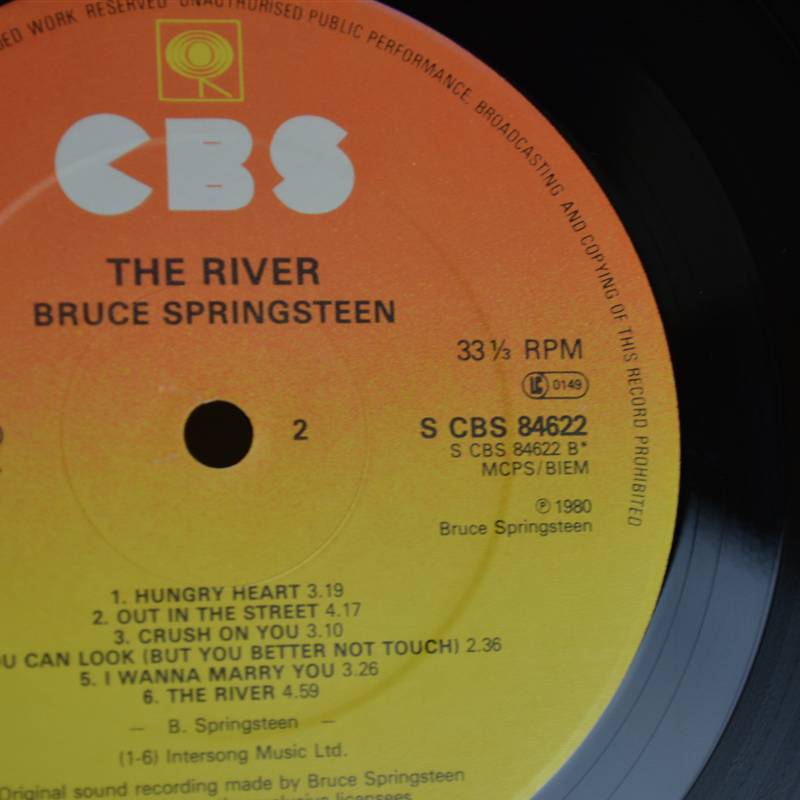 WORK RESERVED UNAUTHORISED PUBLIC PERFORMANCE, BROADCASTING AND COPYING OF THIS RECORD PROHIBITED
CBS
THE RIVER
BRUCE SPRINGSTEEN
33 ⅓ RPM
LC 0149
2
S CBS 84622
S CBS 84622 B*
MCPS/BIEM
℗ 1980
Bruce Springsteen
1. HUNGRY HEART 3.19
2. OUT IN THE STREET 4.17
3. CRUSH ON YOU 3.10
CAN LOOK (BUT YOU BETTER NOT TOUCH) 2.36
5. I WANNA MARRY YOU 3.26
6. THE RIVER 4.59
— B. Springsteen —
(1-6) Intersong Music Ltd.
Original sound recording made by Bruce Springsteen